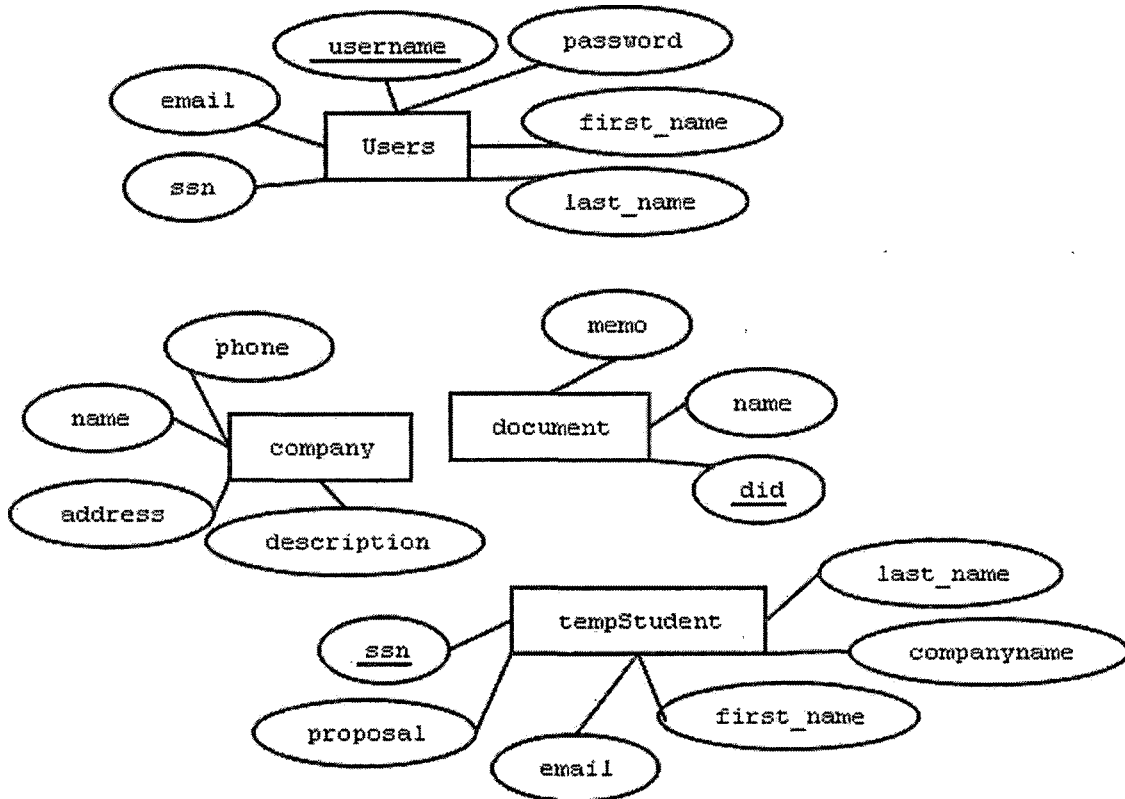 username
password
email
first_name
Users
ssn
last_name
memo
phone
name
name
document
company
did
address
description
last_name
tempStudent
ssn
companyname
first_name
proposal
email